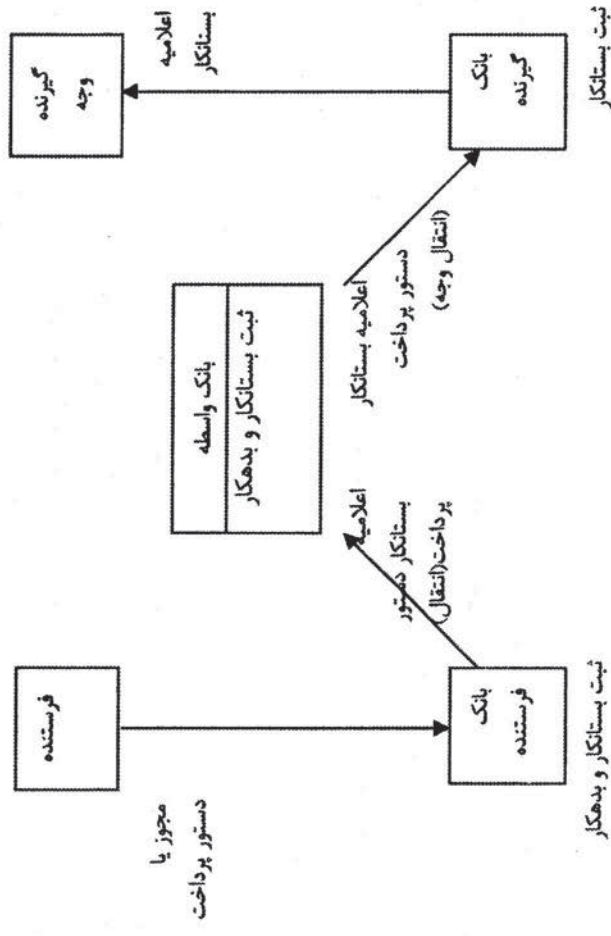 فرستنده
مجوز یا
دستور پرداخت
بانک
فرستنده
ثبت بستانکار و بدهکار
اعلامیه
بستانکار دستور
پرداخت(انتقال)
بانک واسطه
ثبت بستانکار و بدهکار
اعلامیه بستانکار
دستور پرداخت
(انتقال وجه)
بانک
گیرنده
ثبت بستانکار
اعلامیه
بستانکار
گیرنده
وجه